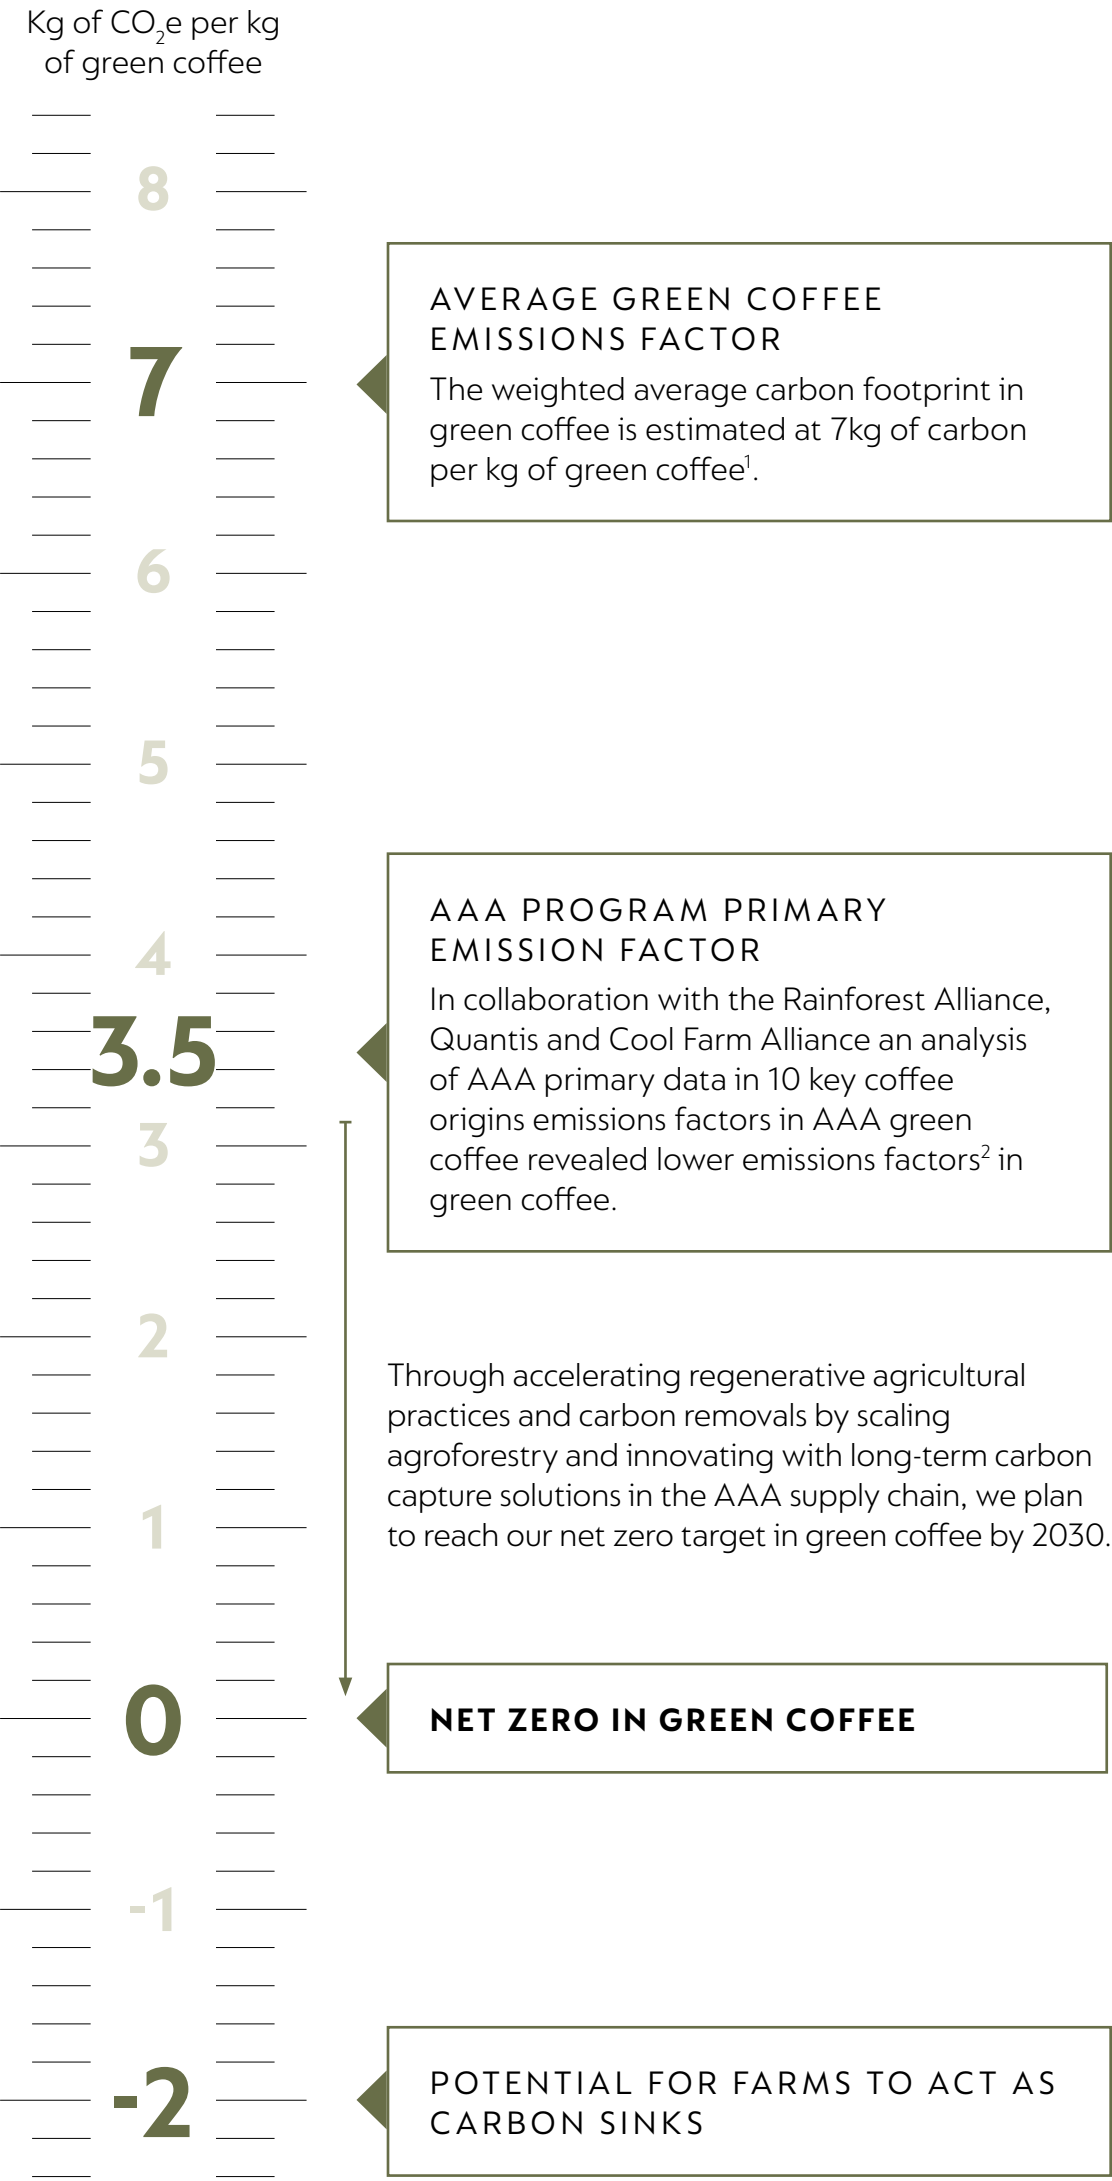 Kg of CO₂e per kg
of green coffee
8
AVERAGE GREEN COFFEE
EMISSIONS FACTOR
7
The weighted average carbon footprint in
green coffee is estimated at 7kg of carbon
per kg of green coffee¹.
6
5
AAA PROGRAM PRIMARY
EMISSION FACTOR
4
In collaboration with the Rainforest Alliance,
Quantis and Cool Farm Alliance an analysis
3.5
of AAA primary data in 10 key coffee
origins emissions factors in AAA green
3
coffee revealed lower emissions factors² in
green coffee.
2
Through accelerating regenerative agricultural
practices and carbon removals by scaling
agroforestry and innovating with long-term carbon
capture solutions in the AAA supply chain, we plan
1
to reach our net zero target in green coffee by 2030.
0
NET ZERO IN GREEN COFFEE
-1
-2
POTENTIAL FOR FARMS TO ACT AS
CARBON SINKS